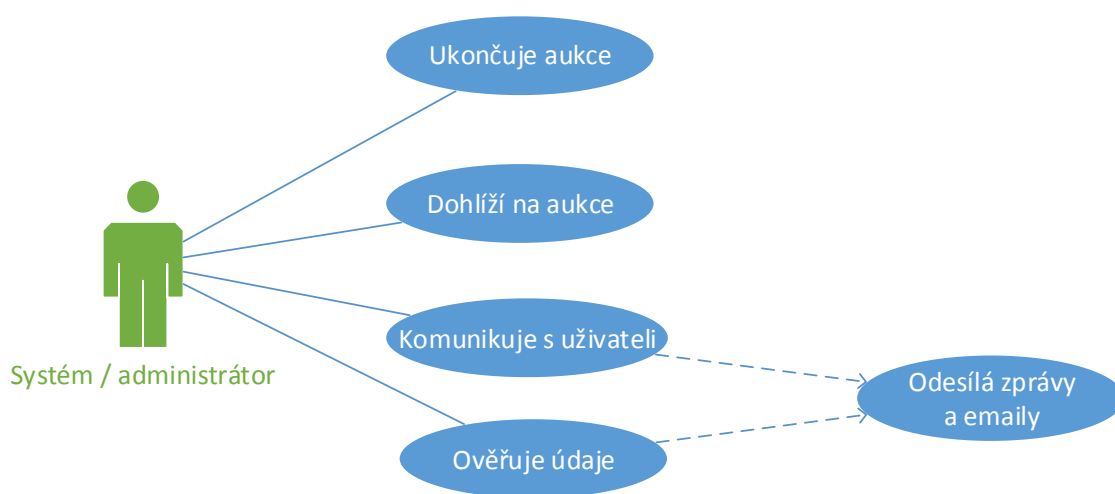 Ukončuje aukce
Dohlíží na aukce
Komunikuje s uživateli
Systém / administrátor
Odesílá zprávy
a emaily
Ověřuje údaje